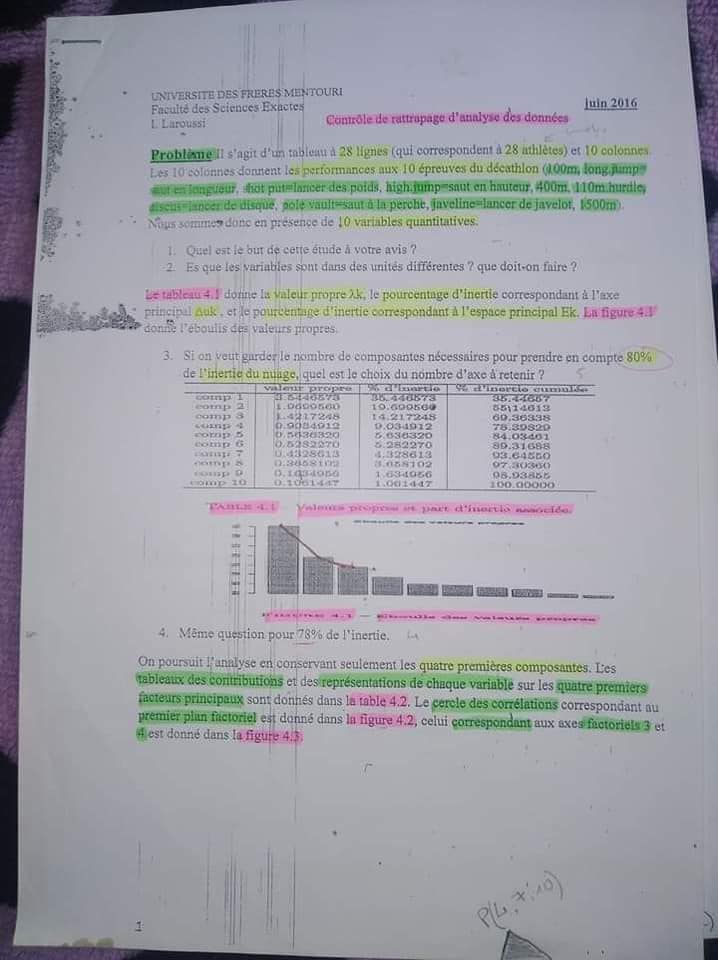 UNIVERSITE DES FRERES MENTOURI
Faculté des Sciences Exactes
I. Laroussi
juin 2016
Contrôle de rattrapage d'analyse des données
Problème Il s'agit d'un tableau à 28 lignes (qui correspondent à 28 athlètes) et 10 colonnes.
Les 10 colonnes donnent les performances aux 10 épreuves du décathlon (100m, long.jump=
saut en longueur, shot put=lancer des poids, high.jump=saut en hauteur, 400m, 110m.hurdle,
discus=lancer de disque, pole vault=saut à la perche, javeline=lancer de javelot, 1500m).
Nous sommes donc en présence de 10 variables quantitatives.
1. Quel est le but de cette étude à votre avis ?
2. Es que les variables sont dans des unités différentes ? que doit-on faire ?
Le tableau 4.1 donne la valeur propre λk, le pourcentage d'inertie correspondant à l'axe
principal Δuk , et le pourcentage d'inertie correspondant à l'espace principal Ek. La figure 4.1
donne l'éboulis des valeurs propres.
3. Si on veut garder le nombre de composantes nécessaires pour prendre en compte 80%
de l'inertie du nuage, quel est le choix du nombre d'axe à retenir ? 5
valeur propre % d'inertie % d'inertie cumulée
comp 1 3.5446573 35.446573 35.44657
comp 2 1.9699560 19.699560 55.14613
comp 3 1.4217248 14.217248 69.36338
comp 4 0.9034912 9.034912 78.39829
comp 5 0.5636320 5.636320 84.03461
comp 6 0.5282270 5.282270 89.31688
comp 7 0.4328613 4.328613 93.64550
comp 8 0.3658102 3.658102 97.30360
comp 9 0.1634956 1.634956 98.93855
comp 10 0.1061447 1.061447 100.00000
TABLE 4.1 Valeurs propres et part d'inertie associée.
Eboulis des valeurs propres
FIGURE 4.1 – Eboulis des valeurs propres
4. Même question pour 78% de l'inertie. 4
On poursuit l'analyse en conservant seulement les quatre premières composantes. Les
tableaux des contributions et des représentations de chaque variable sur les quatre premiers
facteurs principaux sont donnés dans la table 4.2. Le cercle des corrélations correspondant au
premier plan factoriel est donné dans la figure 4.2, celui correspondant aux axes factoriels 3 et
4 est donné dans la figure 4.3.
1